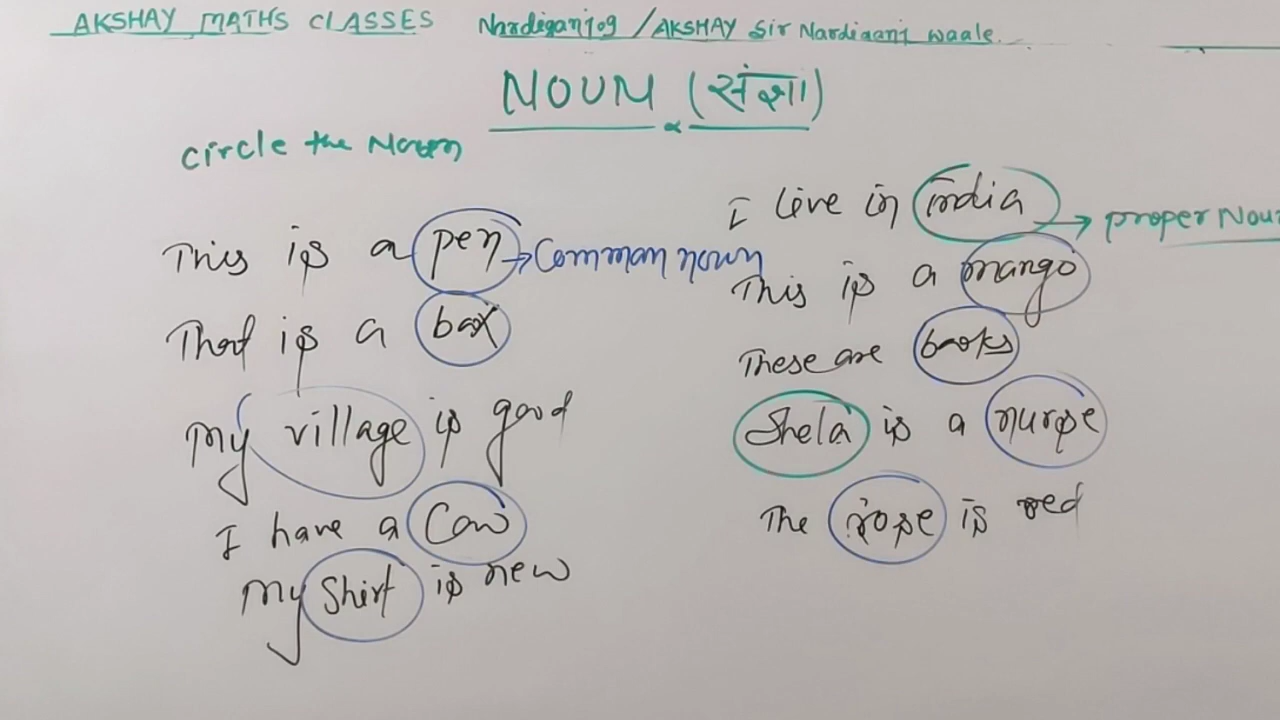 AKSHAY MATHS CLASSES Nardiganjog / AKSHAY Sir Nardiganj waale
NOUN (संज्ञा)
circle the Noun
This is a pen → Common noun
That is a box
My village is good
I have a Cow
My Shirt is new
I live in india → proper Noun
This is a mango
These are books
Shela is a nurse
The rose is red